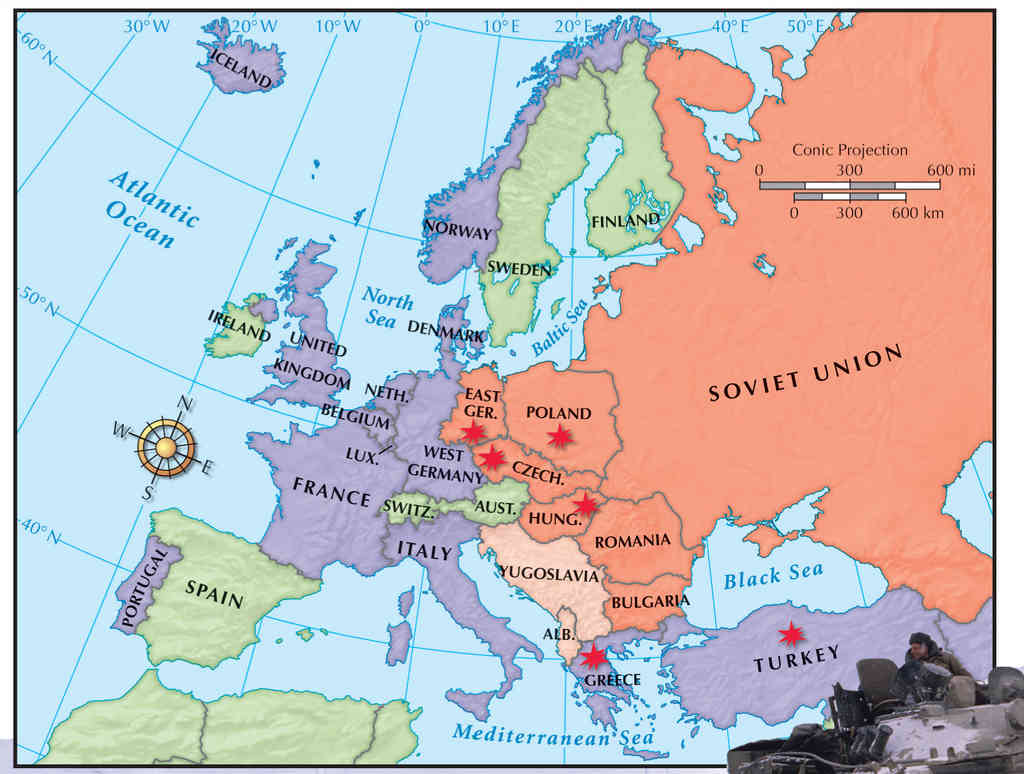 30°W
20°W
10°W
0°
10°E
20°E
30°E
40°E
50°E
60°N
ICELAND
Conic Projection
0 300 600 mi
0 300 600 km
Atlantic
Ocean
NORWAY
FINLAND
SWEDEN
50°N
North
Sea
DENMARK
Baltic Sea
IRELAND
UNITED
KINGDOM
NETH.
BELGIUM
LUX.
EAST
GER.
POLAND
SOVIET UNION
N
W
E
S
WEST
GERMANY
CZECH.
FRANCE
SWITZ.
AUST.
HUNG.
ROMANIA
40°N
ITALY
YUGOSLAVIA
Black Sea
PORTUGAL
SPAIN
BULGARIA
ALB.
TURKEY
GREECE
Mediterranean Sea